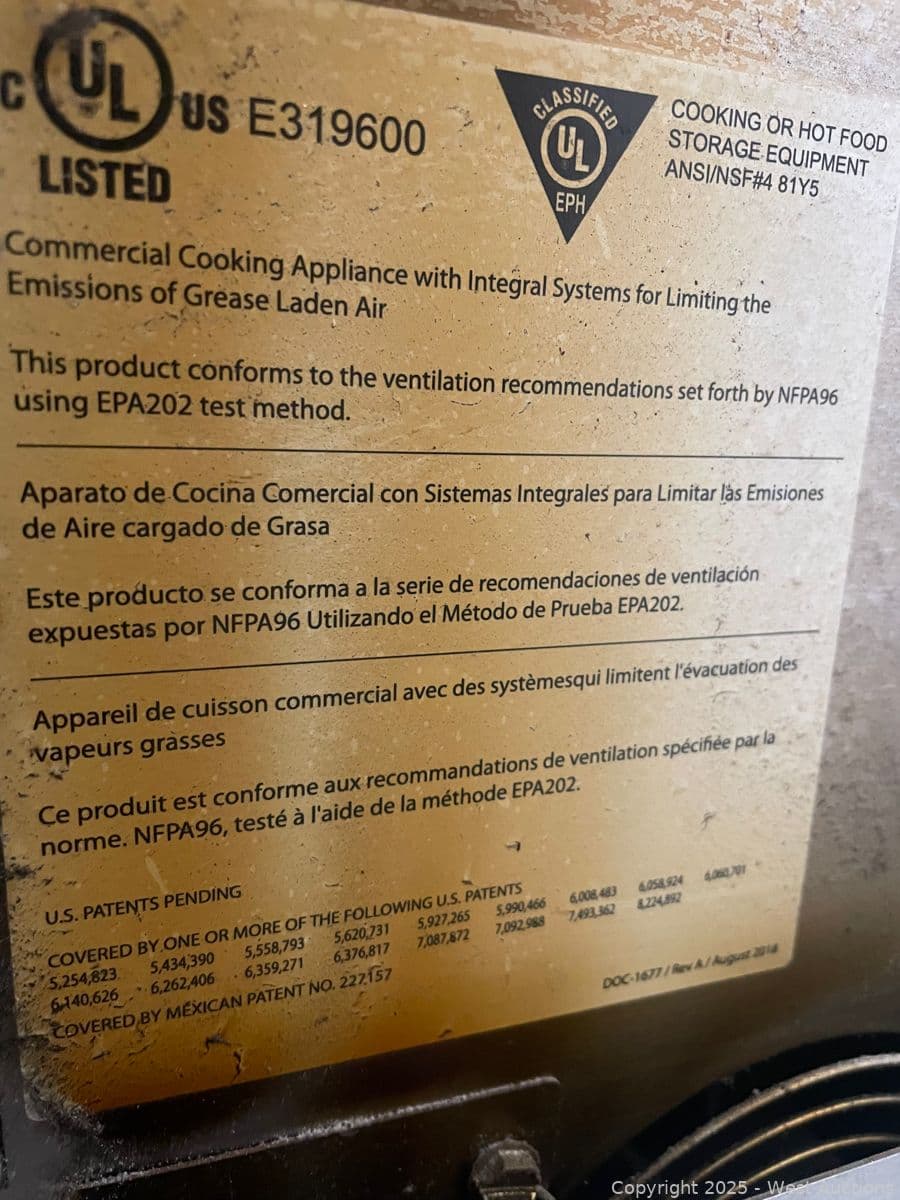 C UL US E319600
LISTED
CLASSIFIED
UL
EPH
COOKING OR HOT FOOD
STORAGE EQUIPMENT
ANSI/NSF#4 81Y5
Commercial Cooking Appliance with Integral Systems for Limiting the
Emissions of Grease Laden Air
This product conforms to the ventilation recommendations set forth by NFPA96
using EPA202 test method.
Aparato de Cocina Comercial con Sistemas Integrales para Limitar las Emisiones
de Aire cargado de Grasa
Este producto se conforma a la serie de recomendaciones de ventilación
expuestas por NFPA96 Utilizando el Método de Prueba EPA202.
Appareil de cuisson commercial avec des systèmesqui limitent l'évacuation des
vapeurs grasses
Ce produit est conforme aux recommandations de ventilation spécifiée par la
norme. NFPA96, testé à l'aide de la méthode EPA202.
U.S. PATENTS PENDING
COVERED BY ONE OR MORE OF THE FOLLOWING U.S. PATENTS
5,254,823 5,434,390 5,558,793 5,620,731 5,927,265 5,990,466 6,008,483 6,058,924 6,060,701
6,140,626 6,262,406 6,359,271 6,376,817 7,087,872 7,092,988 7,493,362 8,224,892
COVERED BY MEXICAN PATENT NO. 227157
DOC-1677 / Rev A / August 2018
Copyright 2025 -